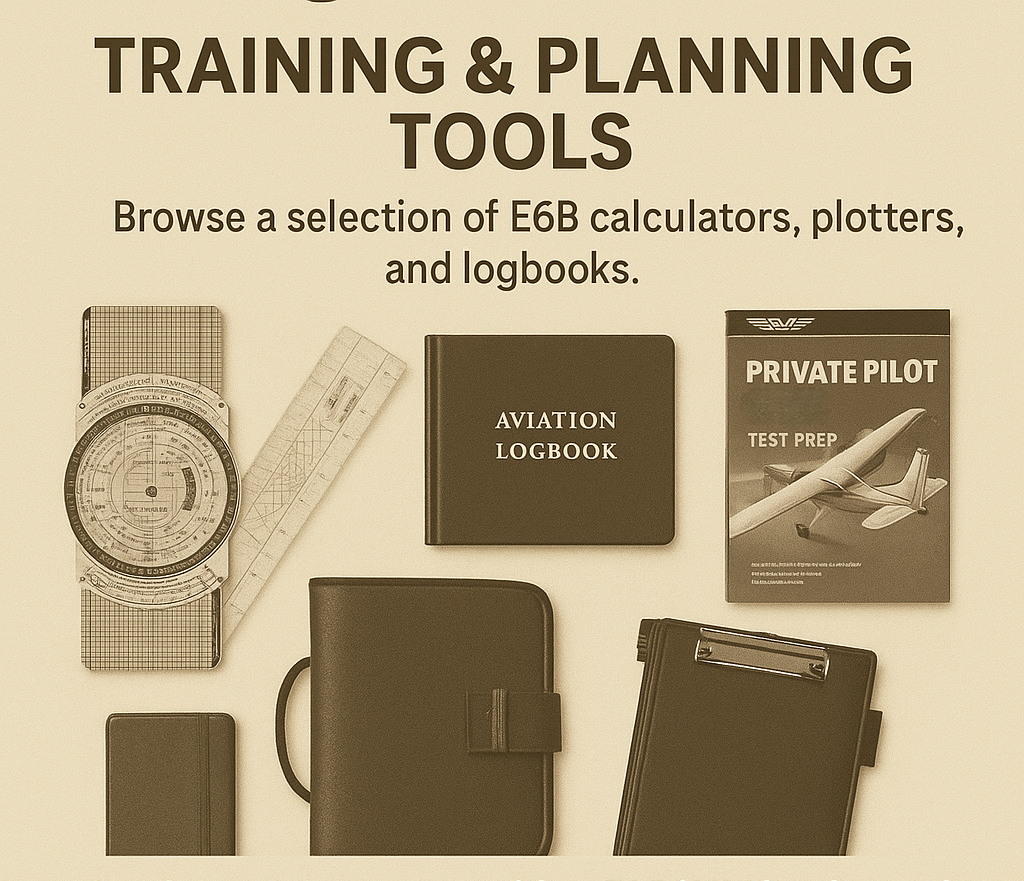 TRAINING & PLANNING
TOOLS
Browse a selection of E6B calculators, plotters,
and logbooks.
AVIATION
LOGBOOK
PRIVATE PILOT
TEST PREP